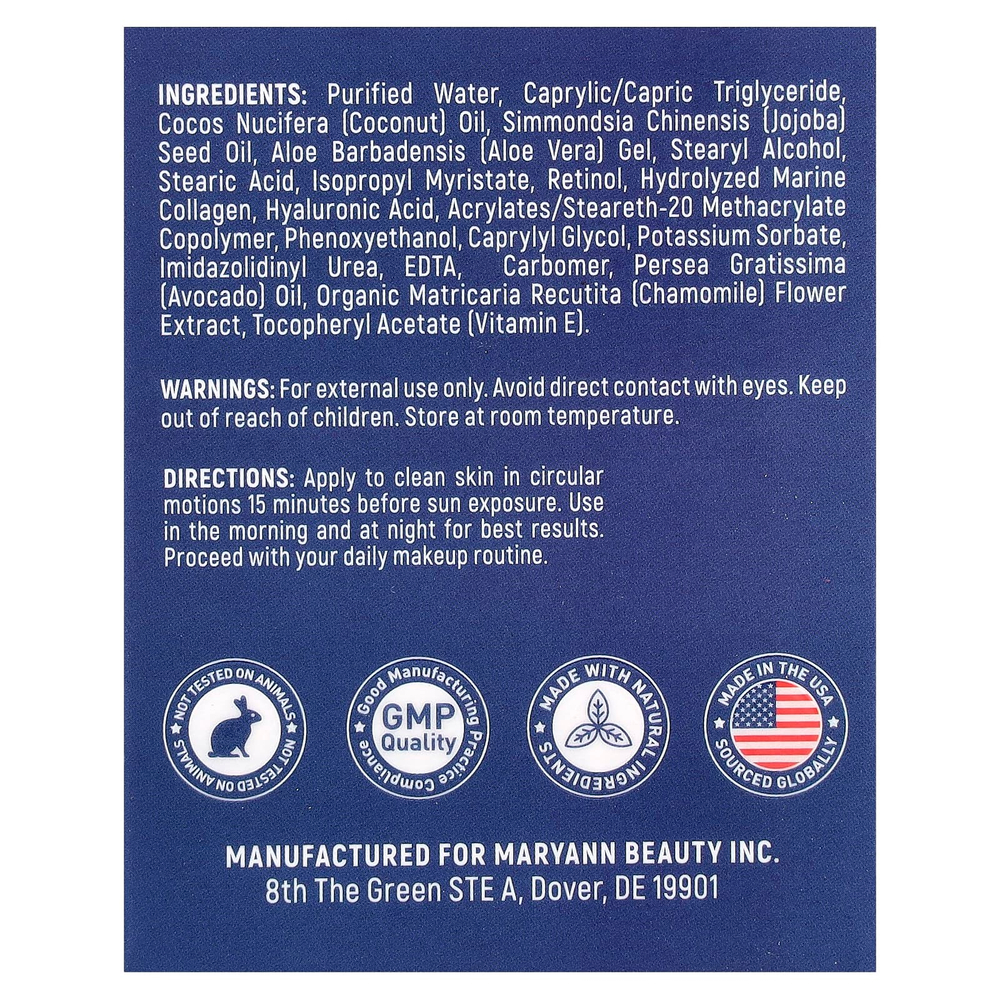 INGREDIENTS: Purified Water, Caprylic/Capric Triglyceride,
Cocos Nucifera (Coconut) Oil, Simmondsia Chinensis (Jojoba)
Seed Oil, Aloe Barbadensis (Aloe Vera) Gel, Stearyl Alcohol,
Stearic Acid, Isopropyl Myristate, Retinol, Hydrolyzed Marine
Collagen, Hyaluronic Acid, Acrylates/Steareth-20 Methacrylate
Copolymer, Phenoxyethanol, Caprylyl Glycol, Potassium Sorbate,
Imidazolidinyl Urea, EDTA, Carbomer, Persea Gratissima
(Avocado) Oil, Organic Matricaria Recutita (Chamomile) Flower
Extract, Tocopheryl Acetate (Vitamin E).
WARNINGS: For external use only. Avoid direct contact with eyes. Keep
out of reach of children. Store at room temperature.
DIRECTIONS: Apply to clean skin in circular
motions 15 minutes before sun exposure. Use
in the morning and at night for best results.
Proceed with your daily makeup routine.
NOT TESTED ON ANIMALS
NOT TESTED ON ANIMALS
Good Manufacturing Practice Compliance
GMP
Quality
MADE WITH NATURAL INGREDIENTS
MADE IN THE USA
SOURCED GLOBALLY
MANUFACTURED FOR MARYANN BEAUTY INC.
8th The Green STE A, Dover, DE 19901